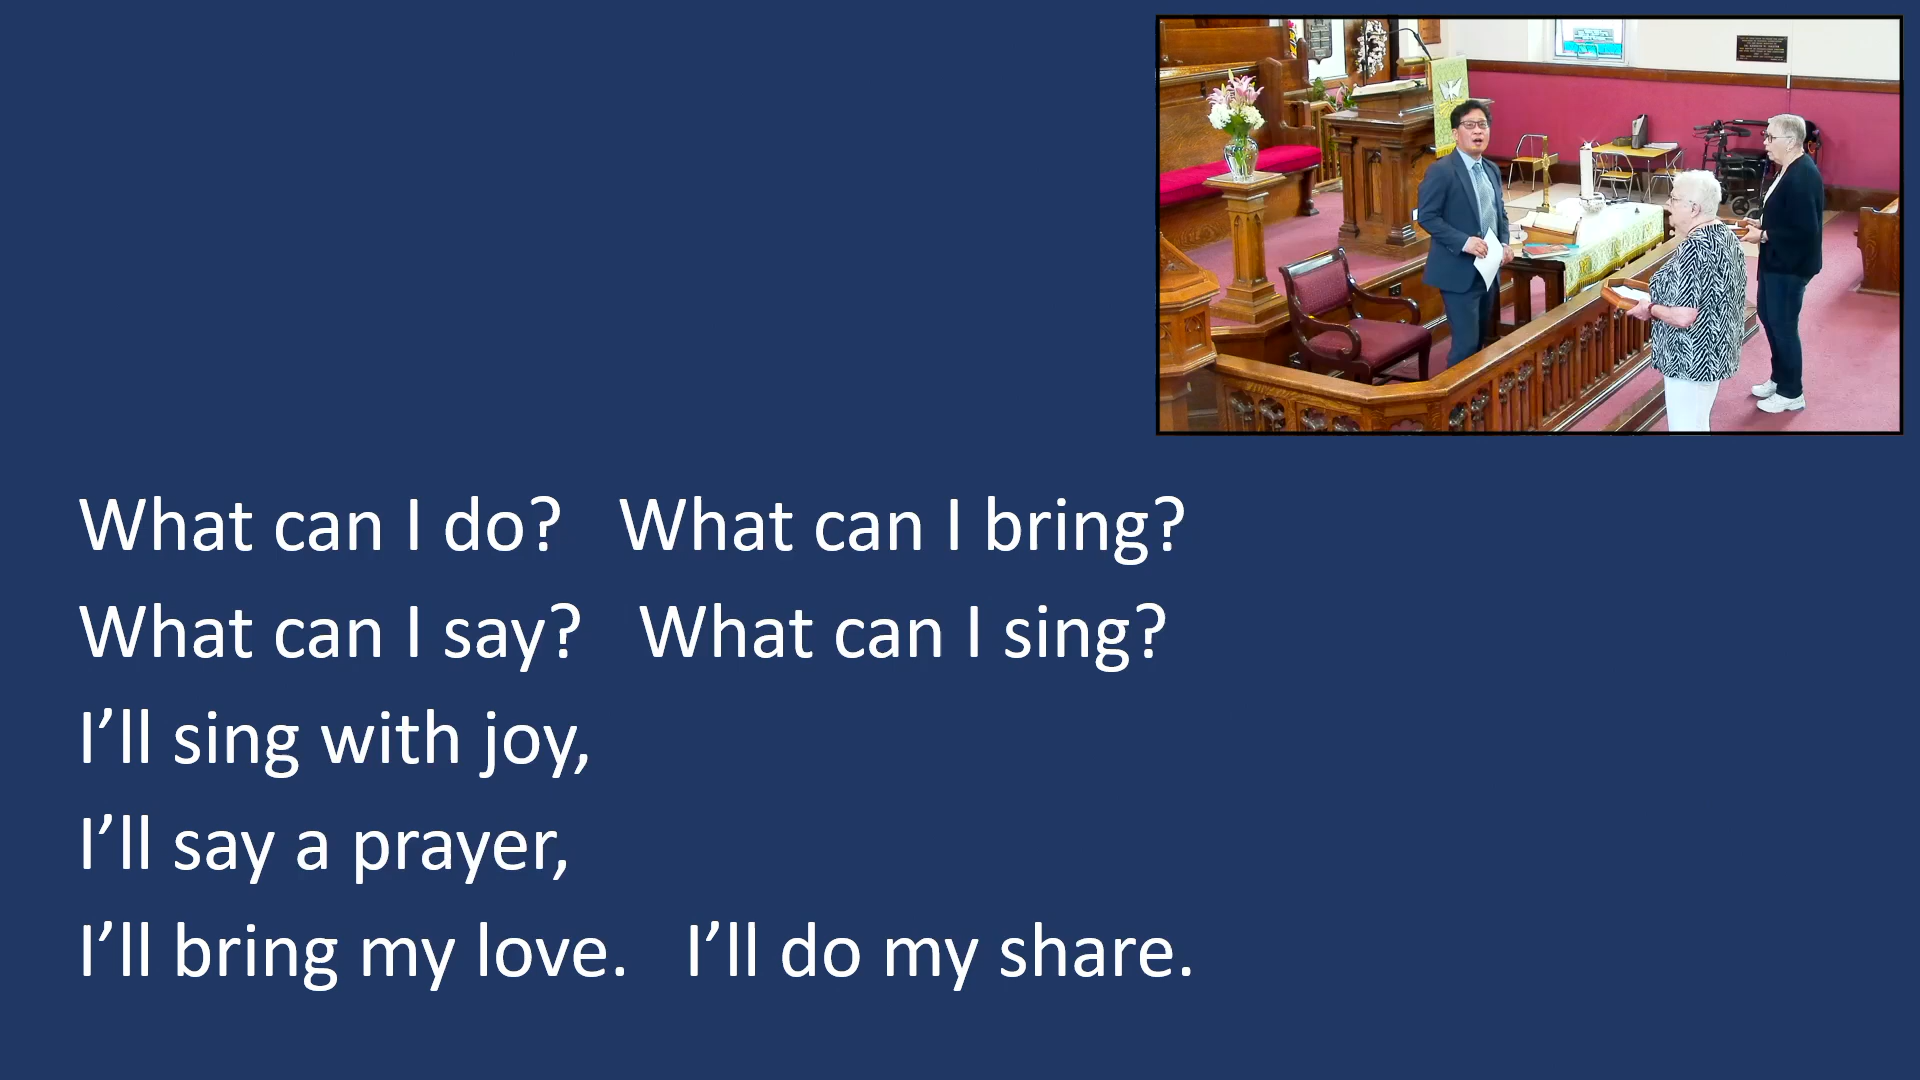 What can I do?   What can I bring?
What can I say?   What can I sing?
I’ll sing with joy,
I’ll say a prayer,
I’ll bring my love.   I’ll do my share.